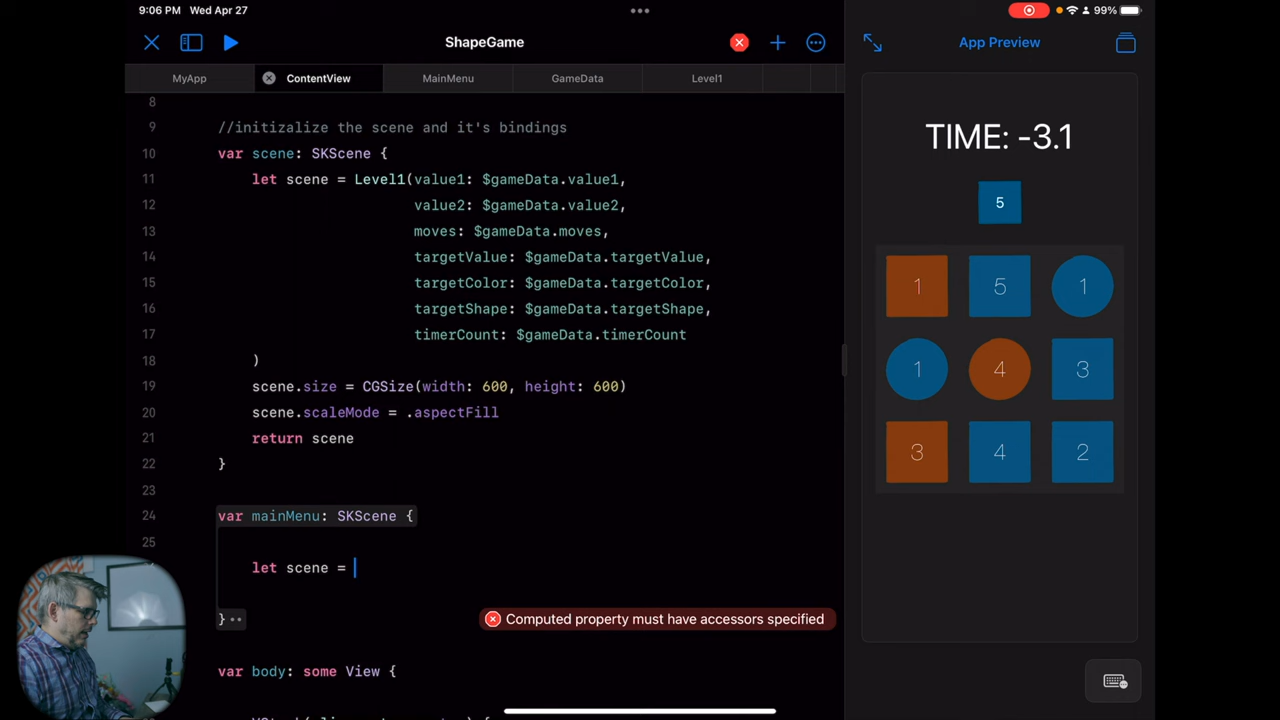 9:06 PM Wed Apr 27
99%
ShapeGame
App Preview
MyApp
ContentView
MainMenu
GameData
Level1
8
9 //initizalize the scene and it's bindings
10 var scene: SKScene {
11 let scene = Level1(value1: $gameData.value1,
12 value2: $gameData.value2,
13 moves: $gameData.moves,
14 targetValue: $gameData.targetValue,
15 targetColor: $gameData.targetColor,
16 targetShape: $gameData.targetShape,
17 timerCount: $gameData.timerCount
18 )
19 scene.size = CGSize(width: 600, height: 600)
20 scene.scaleMode = .aspectFill
21 return scene
22 }
23
24 var mainMenu: SKScene {
25
let scene =
}
Computed property must have accessors specified
var body: some View {
TIME: -3.1
5
1 5 1
1 4 3
3 4 2